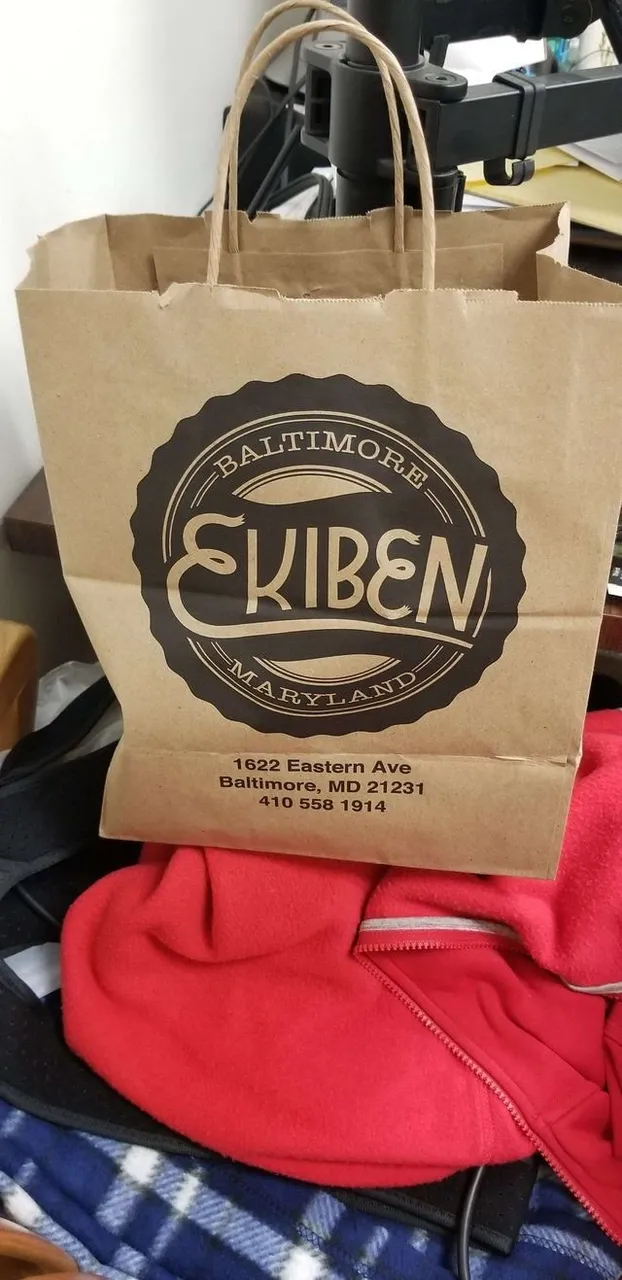 BALTIMORE
EKIBEN
MARYLAND
1622 Eastern Ave
Baltimore, MD 21231
410 558 1914